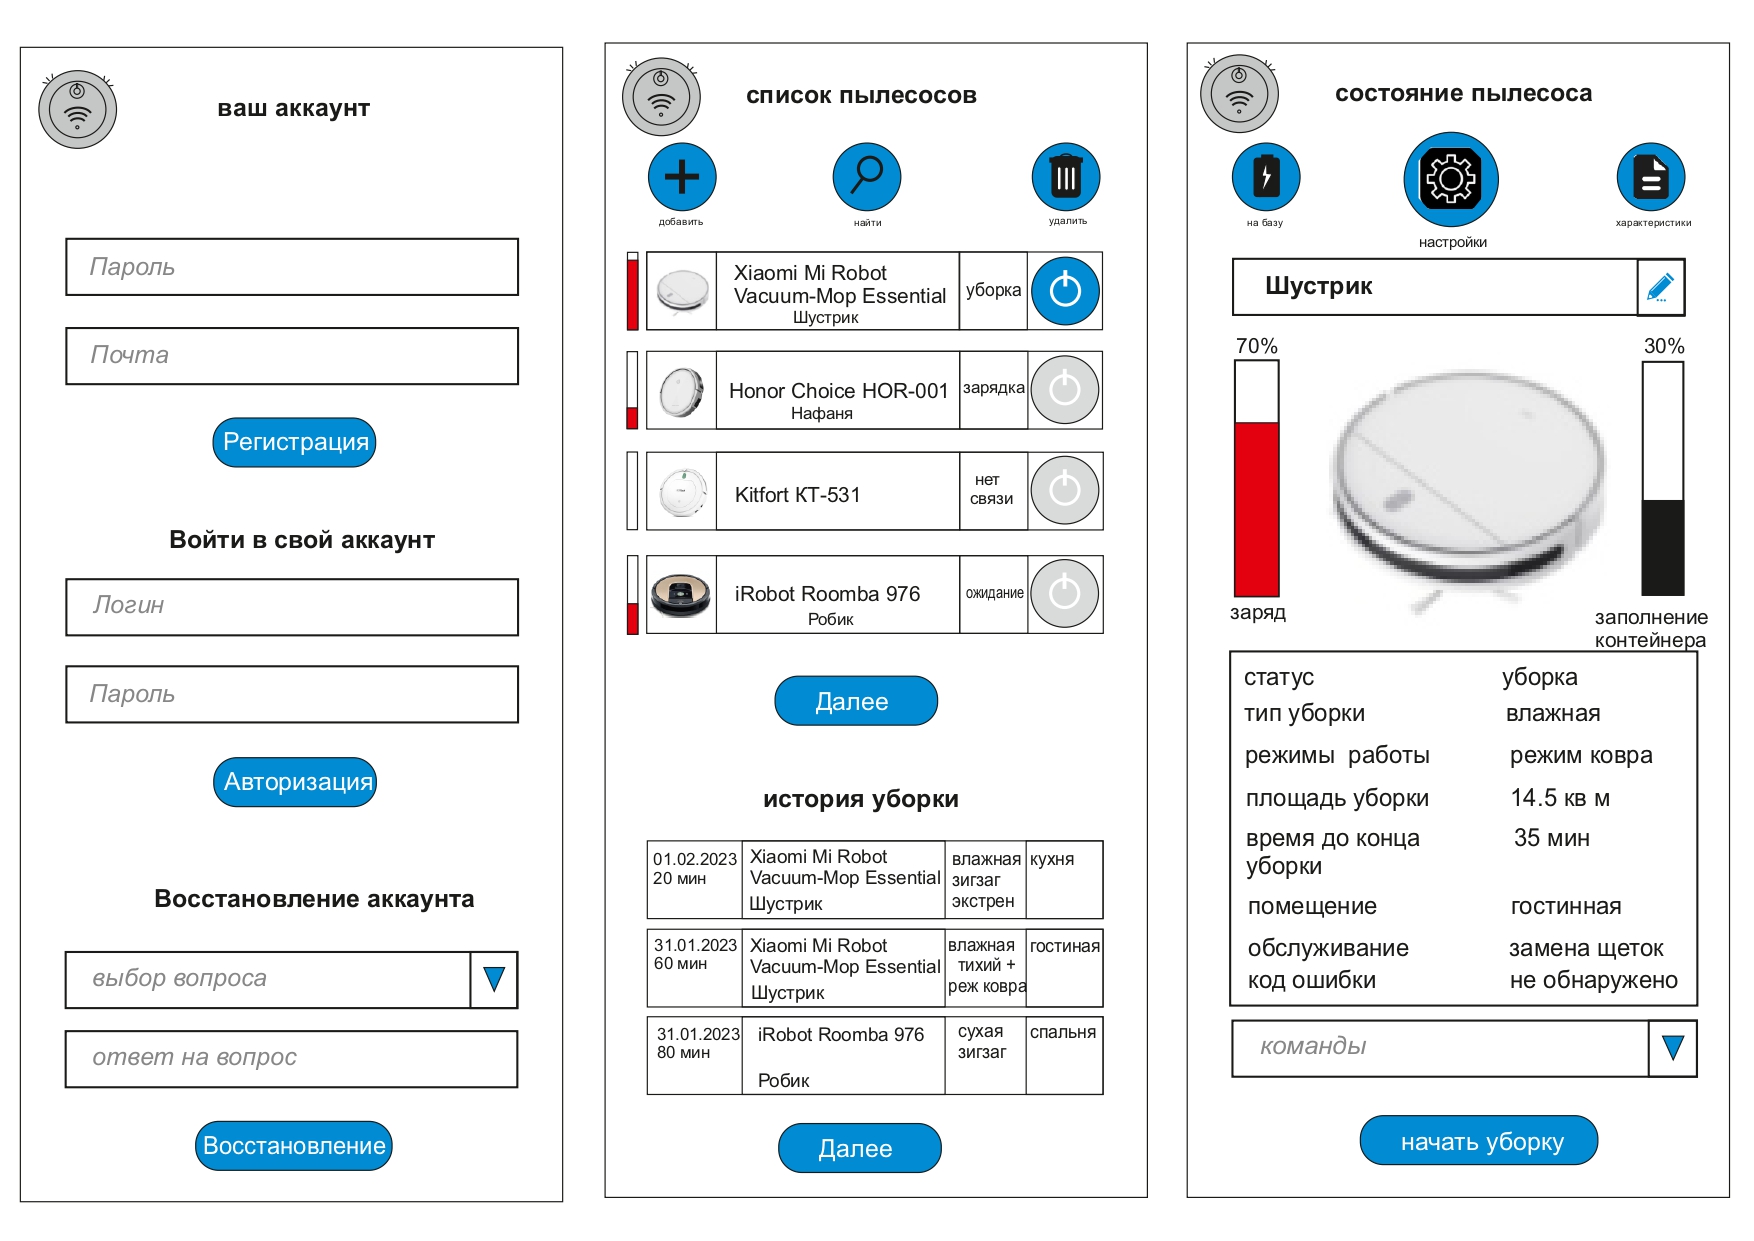 ваш аккаунт
Пароль
Почта
Регистрация
Войти в свой аккаунт
Логин
Пароль
Авторизация
Восстановление аккаунта
выбор вопроса
ответ на вопрос
Восстановление
список пылесосов
добавить
найти
удалить
Xiaomi Mi Robot
Vacuum-Mop Essential
Шустрик
уборка
Honor Choice HOR-001
Нафаня
зарядка
Kitfort КТ-531
нет
связи
iRobot Roomba 976
Робик
ожидание
Далее
история уборки
01.02.2023
20 мин
Xiaomi Mi Robot
Vacuum-Mop Essential
Шустрик
влажная
зигзаг
экстрен
кухня
31.01.2023
60 мин
Xiaomi Mi Robot
Vacuum-Mop Essential
Шустрик
влажная
тихий +
реж ковра
гостиная
31.01.2023
80 мин
iRobot Roomba 976
Робик
сухая
зигзаг
спальня
Далее
состояние пылесоса
на базу
настройки
характеристики
Шустрик
70%
30%
заряд
заполнение
контейнера
статус уборка
тип уборки влажная
режимы работы режим ковра
площадь уборки 14.5 кв м
время до конца 35 мин
уборки
помещение гостинная
обслуживание замена щеток
код ошибки не обнаружено
команды
начать уборку